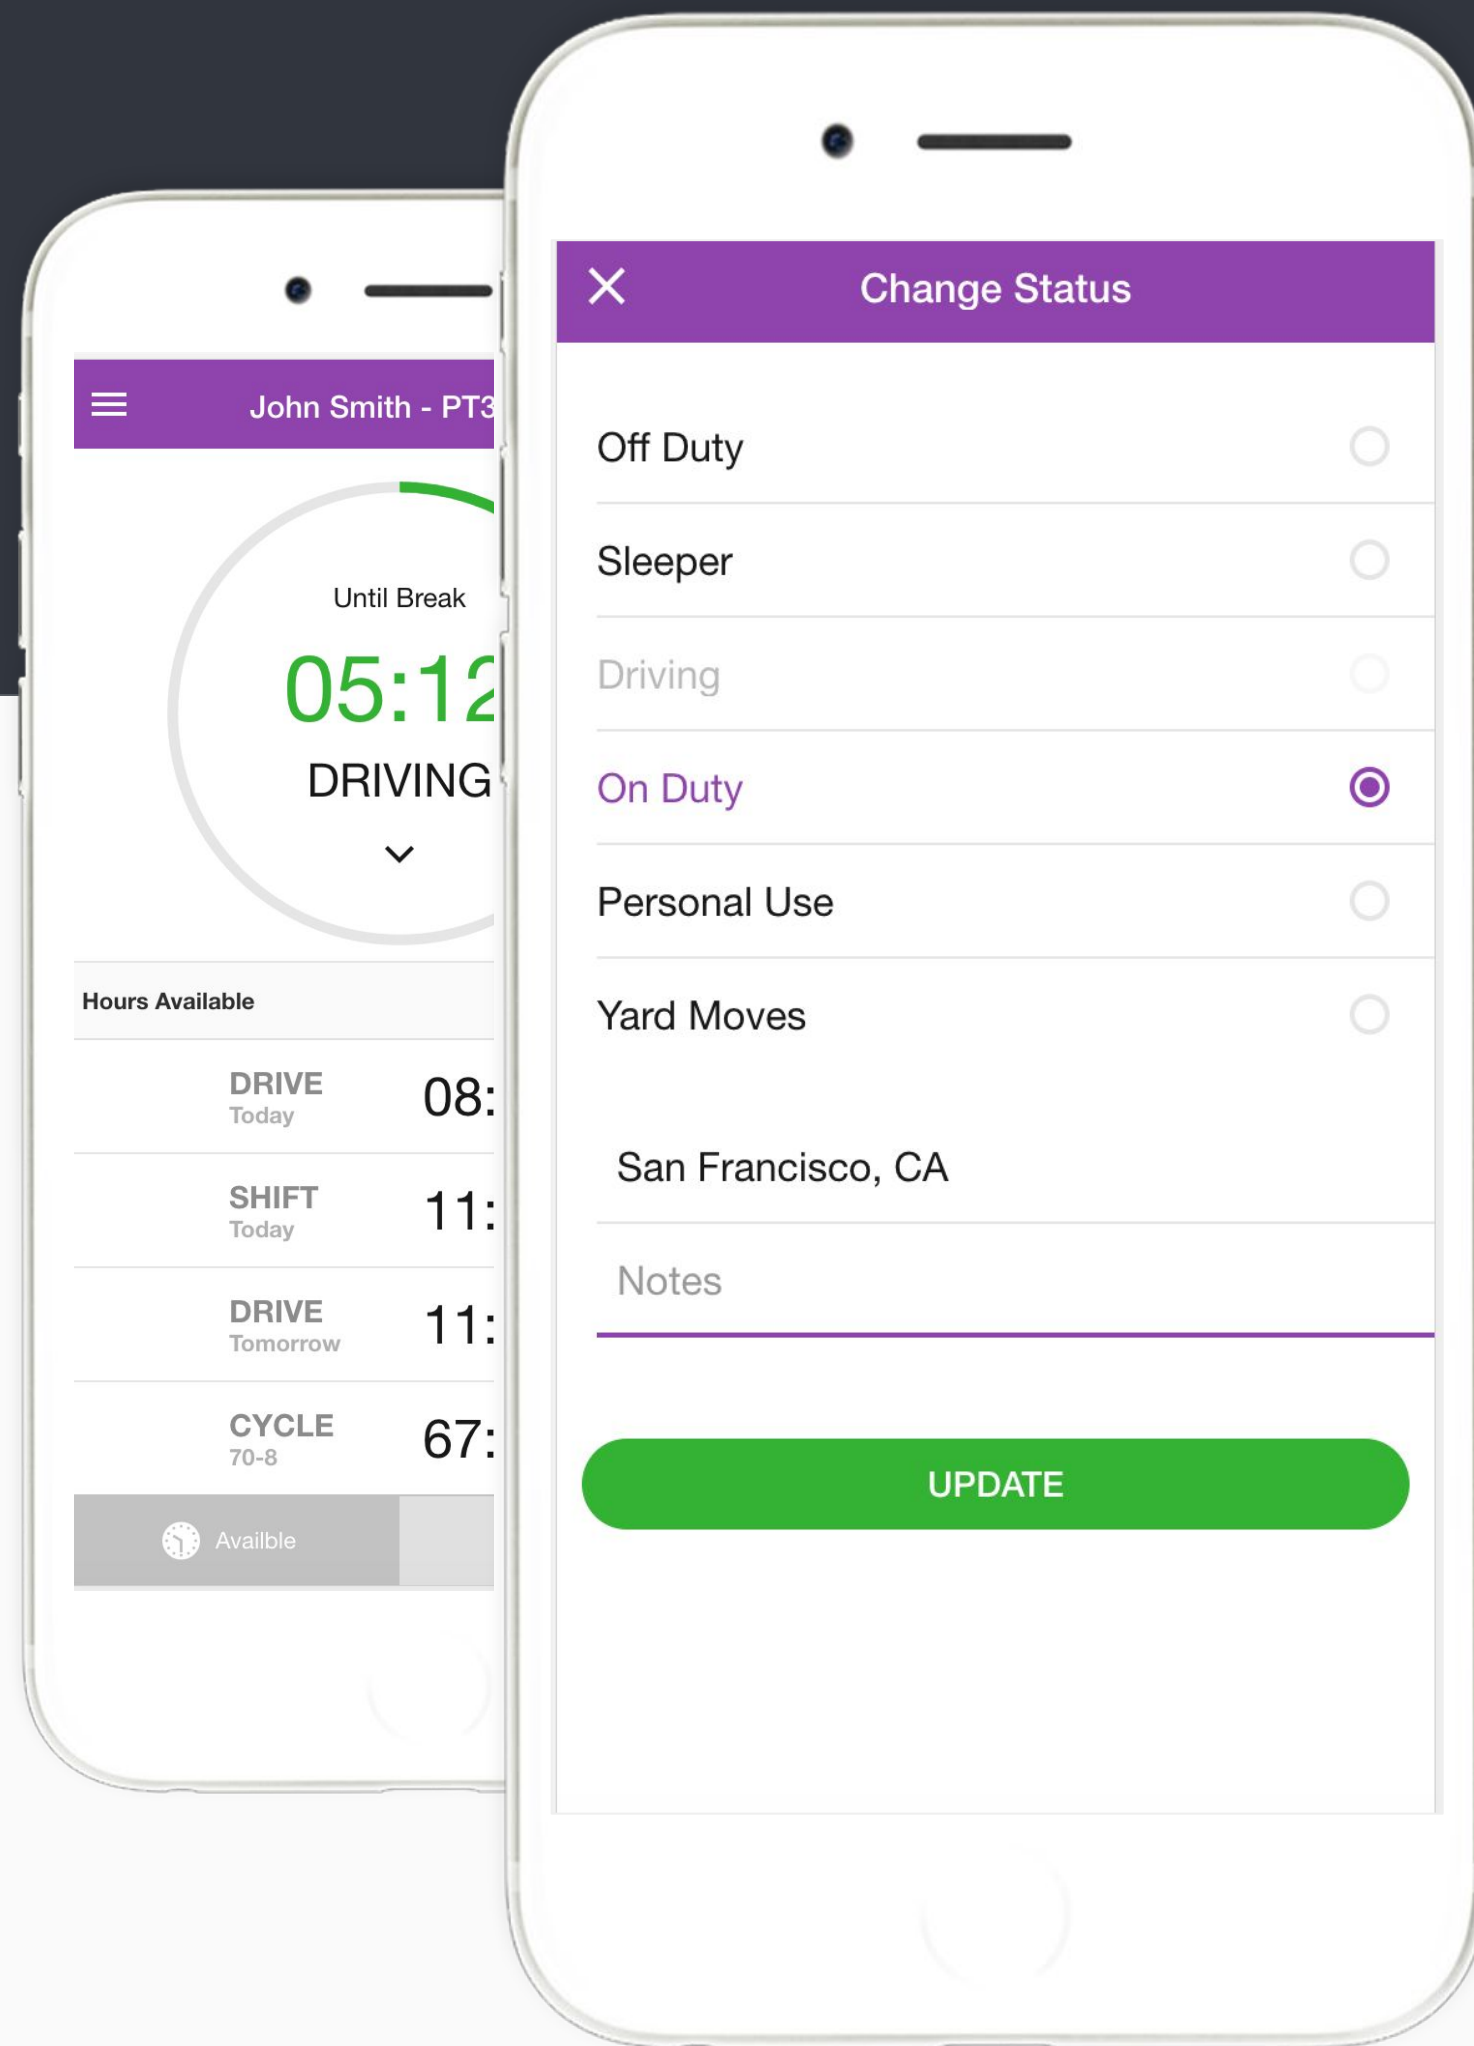 John Smith - PT3
Until Break
05:12
DRIVING
Hours Available
DRIVE
Today
08:
SHIFT
Today
11:
DRIVE
Tomorrow
11:
CYCLE
70-8
67:
Availble
Change Status
Off Duty
Sleeper
Driving
On Duty
Personal Use
Yard Moves
San Francisco, CA
Notes
UPDATE